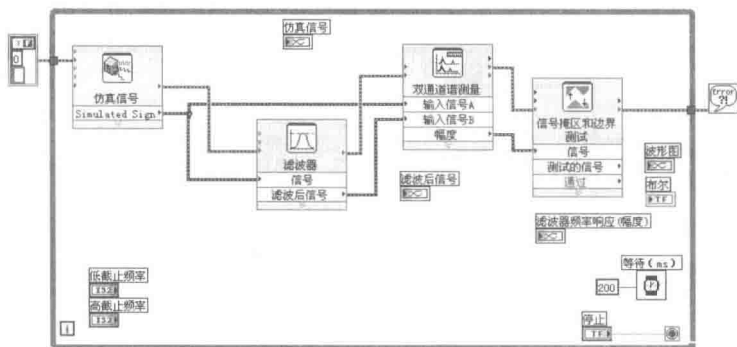 仿真信号
0
仿真信号
Simulated Sign
双通道谱测量
输入信号A
输入信号B
幅度
滤波器
信号
滤波后信号
信号掩区和边界
测试
信号
测试的信号
通过
Error
?!
波形图
布尔
TF
滤波后信号
滤波器频率响应(幅度)
等待(ms)
200
低截止频率
I32
高截止频率
I32
停止
TF
i